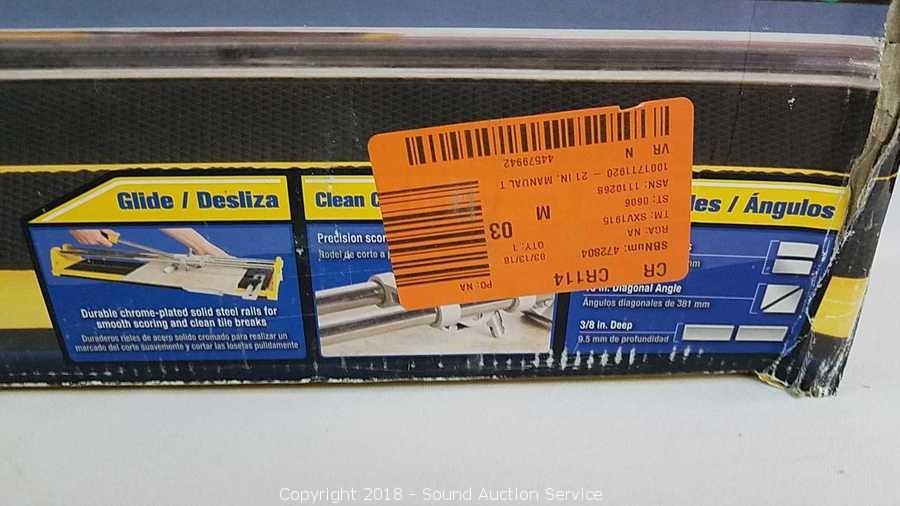 Glide / Desliza
Durable chrome-plated solid steel rails for
smooth scoring and clean tile breaks
Duraderos rieles de acero solido cromado para realizar un
marcado del corte suavemente y cortar las losetas pulidamente
Clean
Precision
Rodel de corte a
CR CR114
SBNum: 472804
RGA: NA
TM: SXV1915
ST: 0606
ASN: 1110268
1001711920 – 21 IN. MANUAL T
VR N
03/13/18
QTY: 1
PO: NA
M
03
44579942
/ Ángulos
in. Diagonal Angle
Ángulos diagonales de 381 mm
3/8 in. Deep
9.5 mm de profundidad
Copyright 2018 - Sound Auction Service